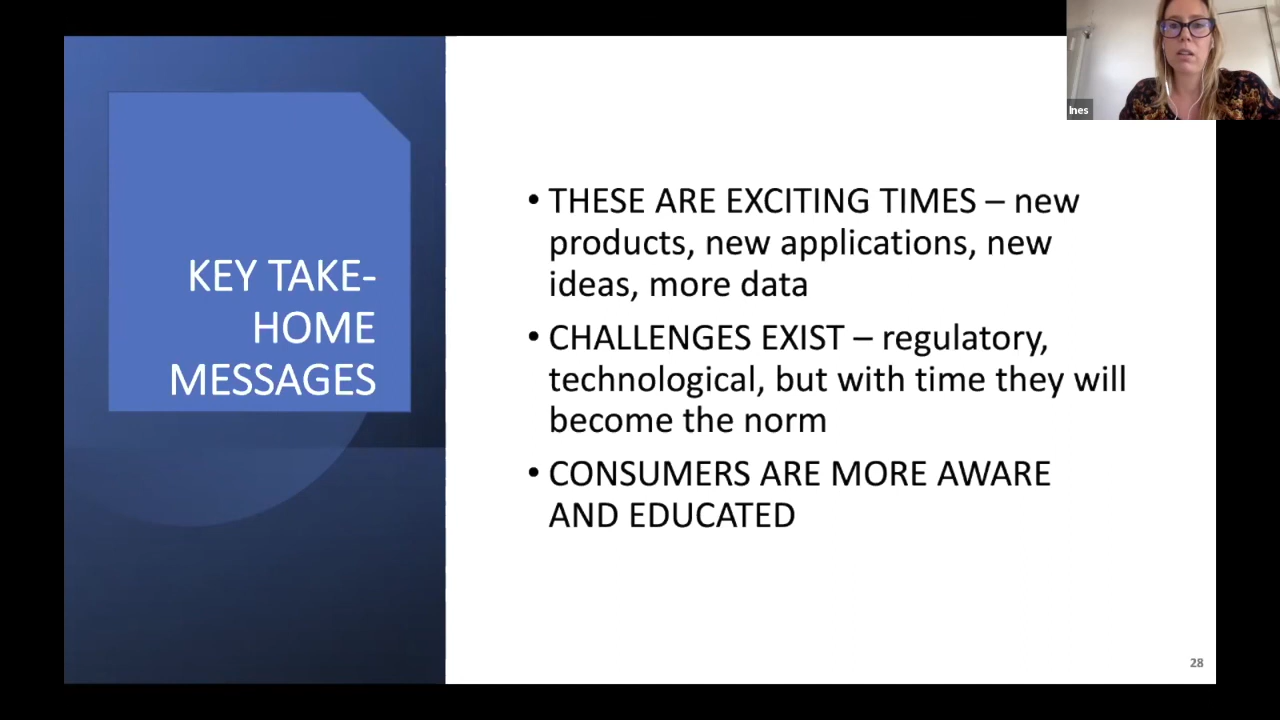 Ines
KEY TAKE-
HOME
MESSAGES
• THESE ARE EXCITING TIMES – new
products, new applications, new
ideas, more data
• CHALLENGES EXIST – regulatory,
technological, but with time they will
become the norm
• CONSUMERS ARE MORE AWARE
AND EDUCATED
28